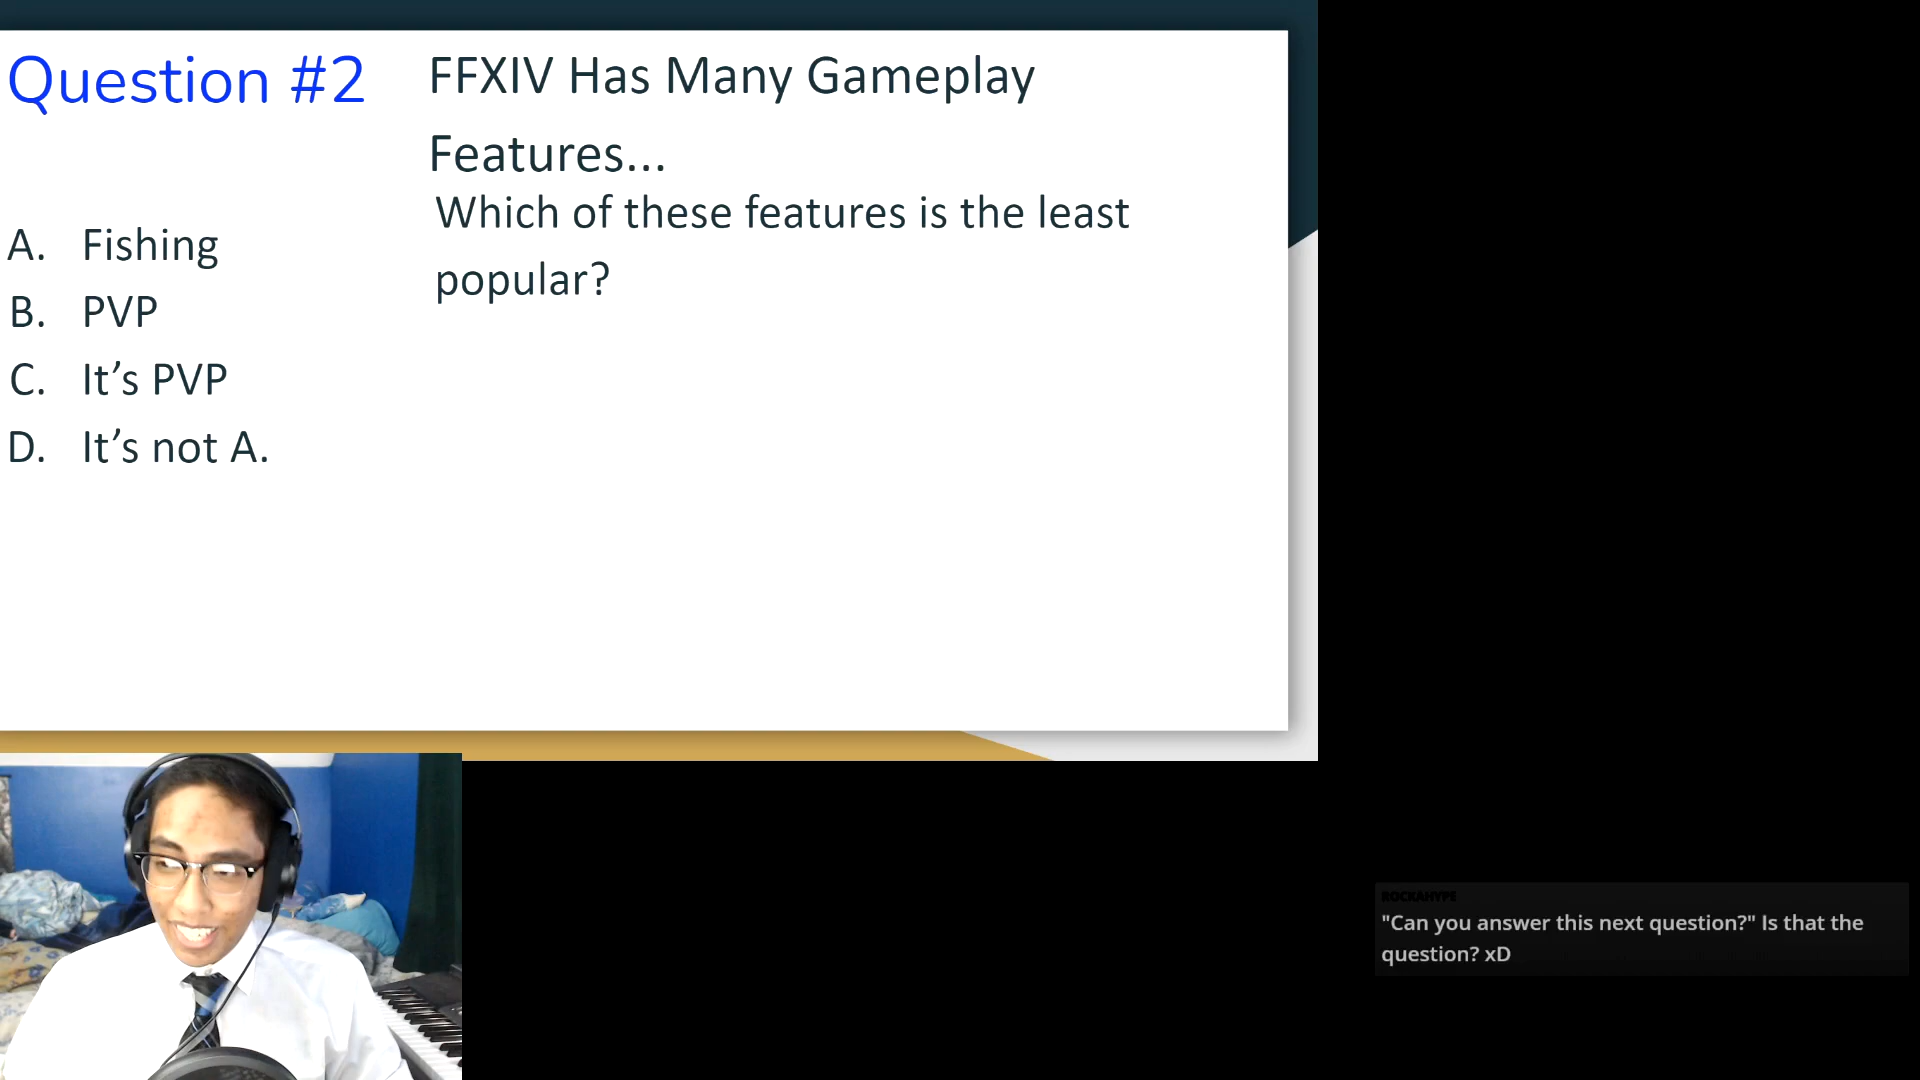 Question #2
FFXIV Has Many Gameplay
Features...
Which of these features is the least
popular?
A. Fishing
B. PVP
C. It’s PVP
D. It’s not A.
ROCKAHYPE
"Can you answer this next question?" Is that the
question? xD